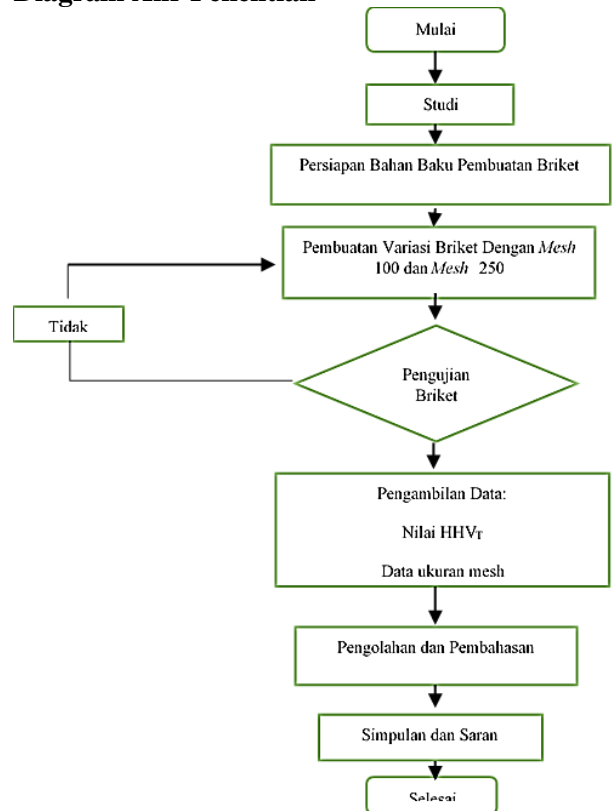 Mulai
Studi
Persiapan Bahan Baku Pembuatan Briket
Pembuatan Variasi Briket Dengan Mesh
100 dan Mesh 250
Tidak
Pengujian
Briket
Pengambilan Data:
Nilai HHVT
Data ukuran mesh
Pengolahan dan Pembahasan
Simpulan dan Saran
Selesai